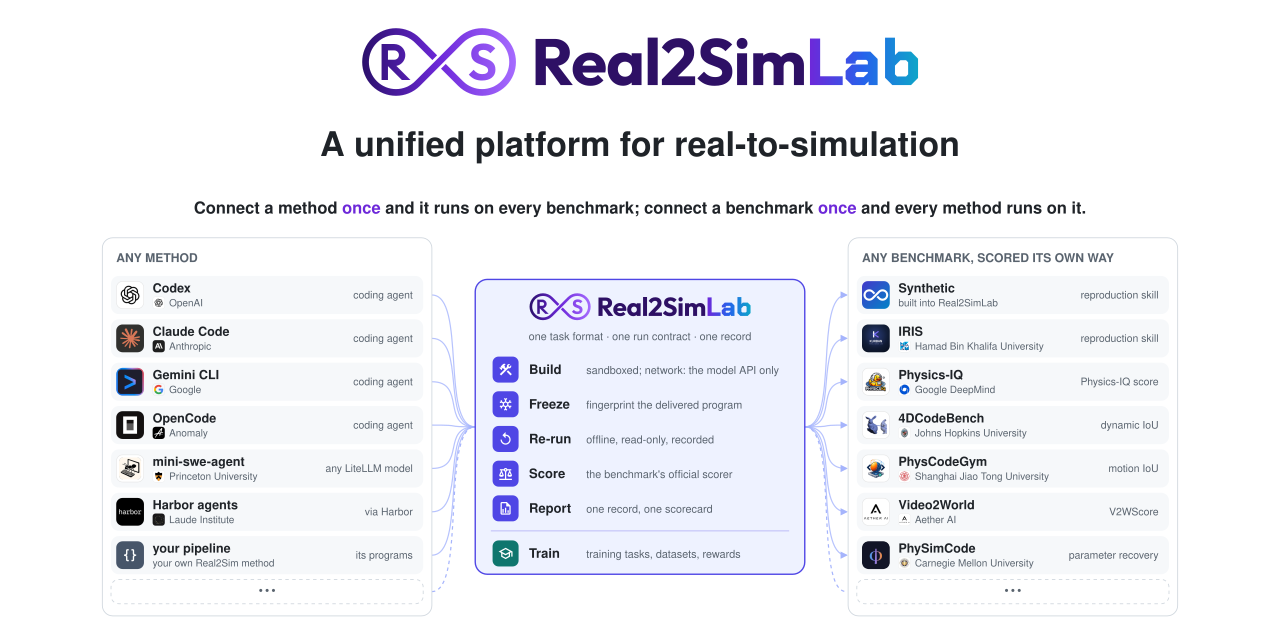 R S Real2SimLab
A unified platform for real-to-simulation
Connect a method once and it runs on every benchmark; connect a benchmark once and every method runs on it.
ANY METHOD
Codex
OpenAI
coding agent
Claude Code
Anthropic
coding agent
Gemini CLI
Google
coding agent
OpenCode
Anomaly
coding agent
mini-swe-agent
Princeton University
any LiteLLM model
harbor
Harbor agents
Laude Institute
via Harbor
{}
your pipeline
your own Real2Sim method
its programs
...
R S Real2SimLab
one task format · one run contract · one record
Build sandboxed; network: the model API only
Freeze fingerprint the delivered program
Re-run offline, read-only, recorded
Score the benchmark's official scorer
Report one record, one scorecard
Train training tasks, datasets, rewards
ANY BENCHMARK, SCORED ITS OWN WAY
Synthetic
built into Real2SimLab
reproduction skill
IRIS
Hamad Bin Khalifa University
reproduction skill
Physics-IQ
Google DeepMind
Physics-IQ score
4DCodeBench
Johns Hopkins University
dynamic IoU
PhysCodeGym
Shanghai Jiao Tong University
motion IoU
AETHER AI
Video2World
Aether AI
V2WScore
ϕ
PhySimCode
Carnegie Mellon University
parameter recovery
...